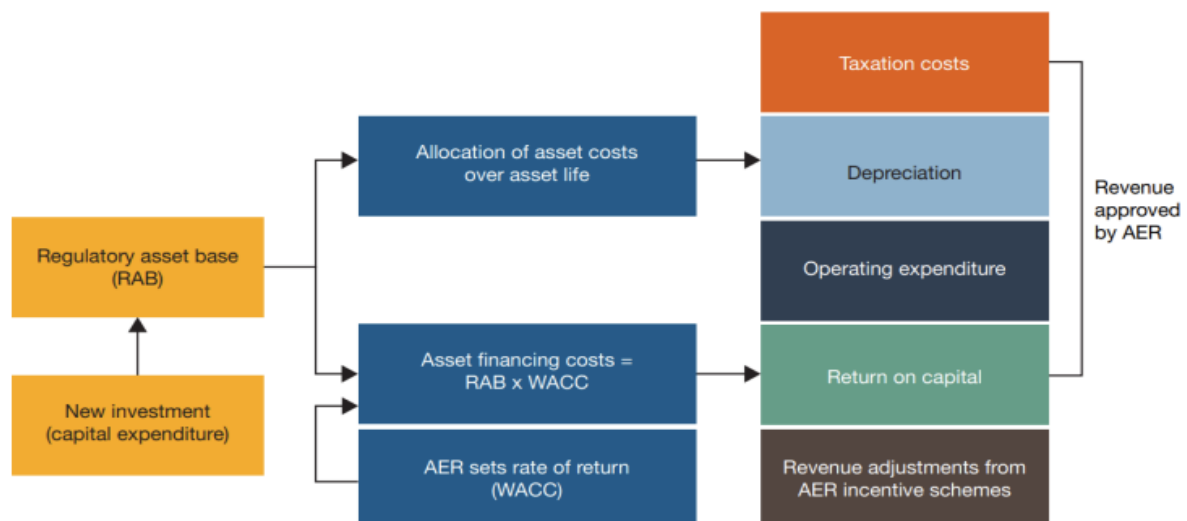 Taxation costs
Allocation of asset costs
over asset life
Depreciation
Revenue
approved
by AER
Regulatory asset base
(RAB)
Operating expenditure
Asset financing costs =
RAB x WACC
Return on capital
New investment
(capital expenditure)
AER sets rate of return
(WACC)
Revenue adjustments from
AER incentive schemes